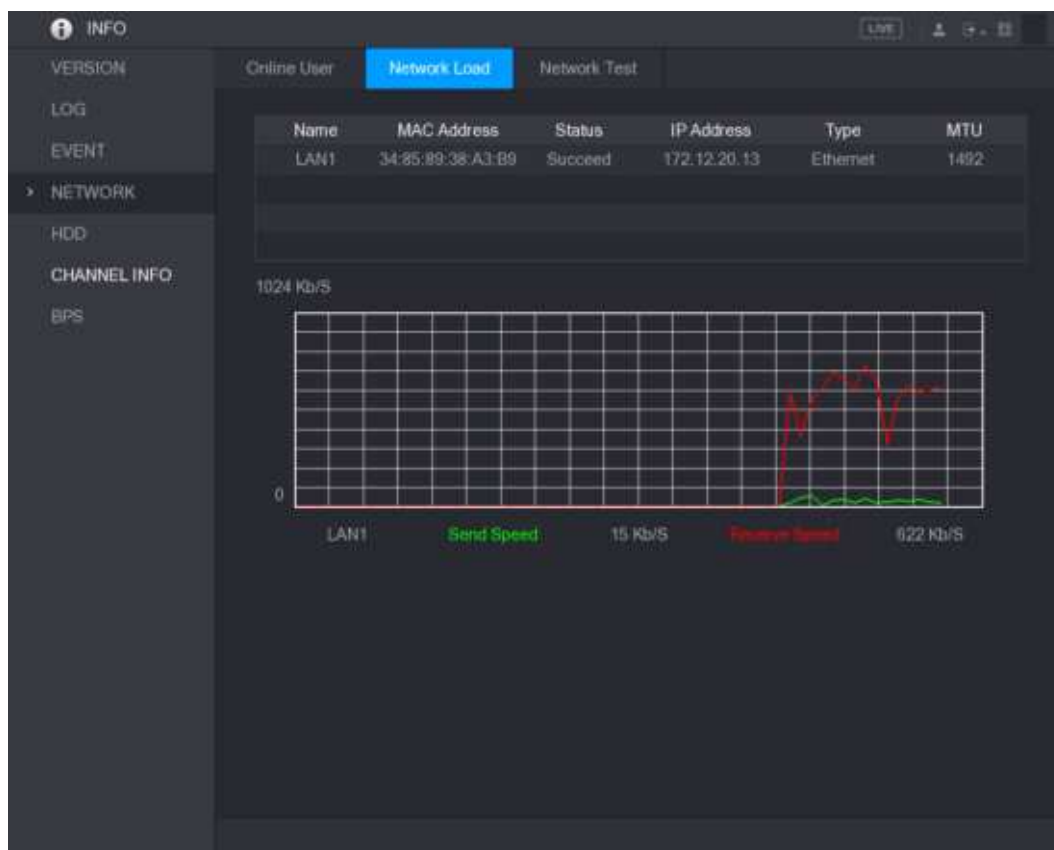 INFO
LIVE
VERSION
LOG
EVENT
NETWORK
HDD
CHANNEL INFO
BPS
Online User Network Load Network Test
Name MAC Address Status IP Address Type MTU
LAN1 34:85:89:38:A3:B9 Succeed 172.12.20.13 Ethernet 1492
1024 Kb/S
0
LAN1 Send Speed 15 Kb/S Receive Speed 622 Kb/S